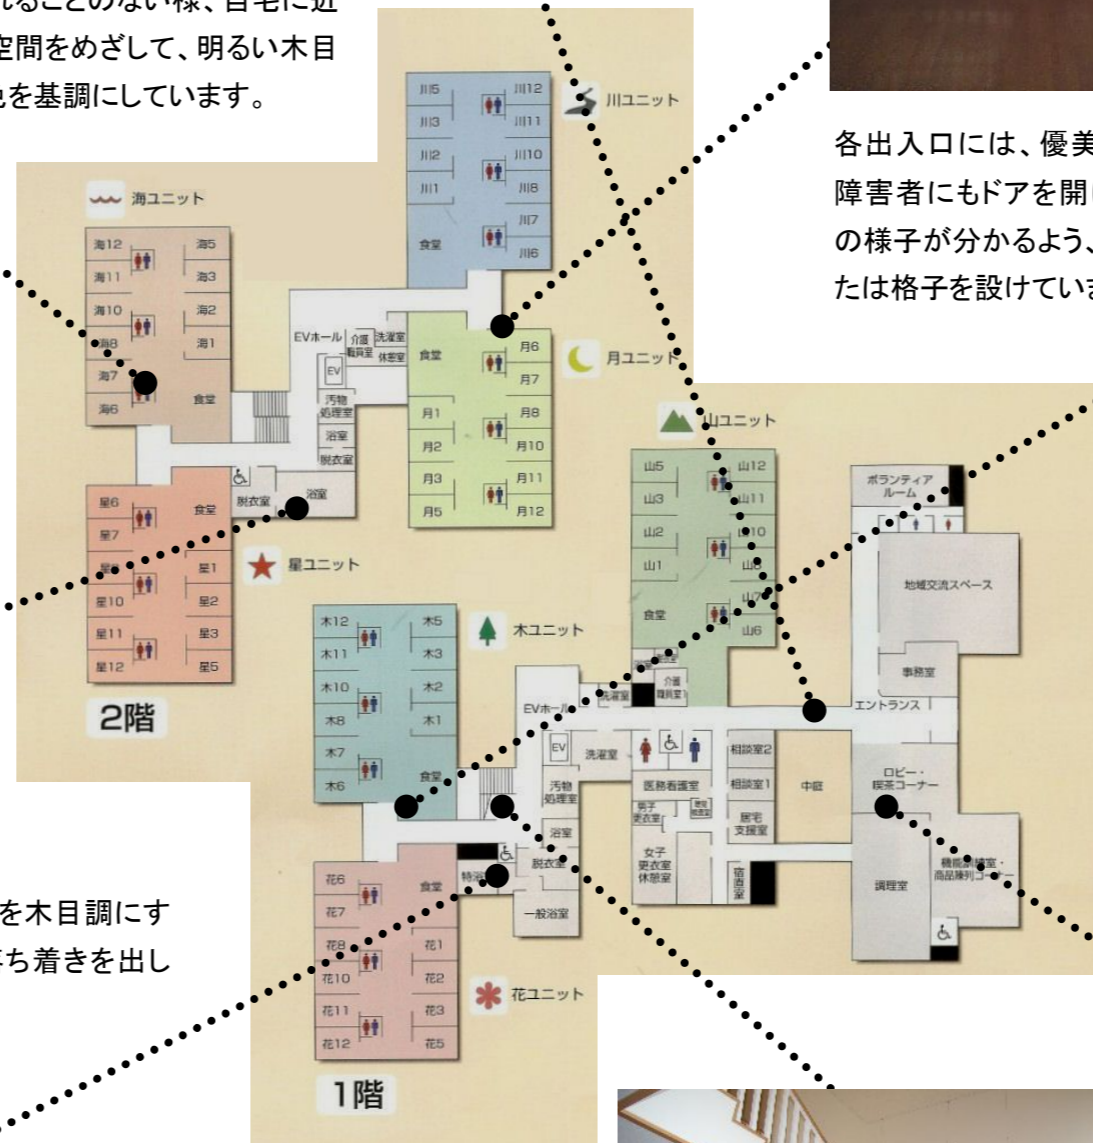 れることのない様、自宅に近
空間をめざして、明るい木目
色を基調にしています。
各出入口には、優美
障害者にもドアを開け
の様子が分かるよう、
たは格子を設けていま
川ユニット
川5
川3
川2
川1
食堂
川12
川11
川10
川8
川7
川6
海ユニット
海12
海11
海10
海8
海7
海6
海5
海3
海2
海1
食堂
EVホール
EV
介護
職員室
洗濯室
休憩室
汚物
処理室
浴室
脱衣室
脱衣室
浴室
月ユニット
食堂
月1
月2
月3
月5
月6
月7
月8
月10
月11
月12
星ユニット
星6
星7
星10
星11
星12
食堂
星1
星2
星3
星5
2階
山ユニット
山5
山3
山2
山1
食堂
山12
山11
山10
山8
山7
山6
洗濯室
介護
職員室1
木ユニット
木12
木11
木10
木8
木7
木6
木5
木3
木2
木1
食堂
EVホール
EV
洗濯室
汚物
処理室
浴室
脱衣室
特浴
一般浴室
医務看護室
男子
更衣室
女子
更衣室
休憩室
相談室2
相談室1
居宅
支援室
宿直室
中庭
ボランティア
ルーム
地域交流スペース
事務室
エントランス
ロビー・
喫茶コーナー
調理室
機能訓練室・
商品陳列コーナー
花ユニット
花6
花7
花8
花10
花11
花12
食堂
花1
花2
花3
花5
1階
を木目調にす
落ち着きを出し